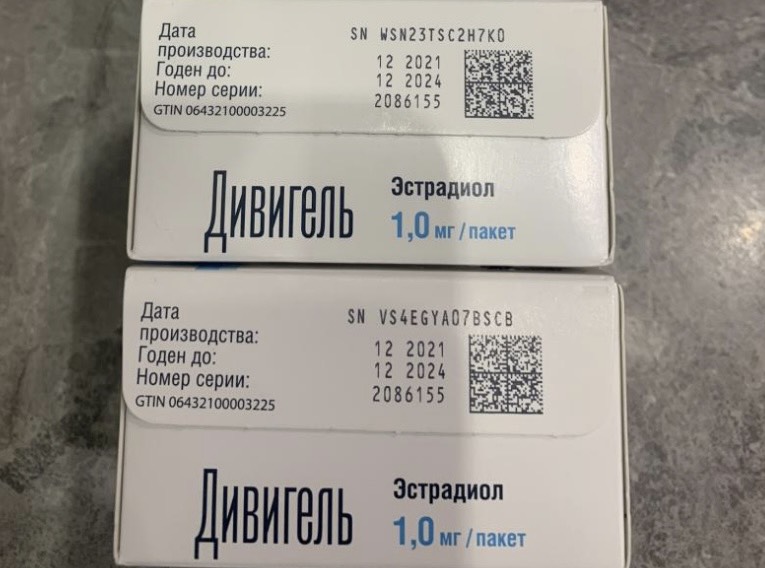 Дата SN WSN23TSC2H7K0
производства: 12 2021
Годен до: 12 2024
Номер серии: 2086155
GTIN 06432100003225
Дивигель
Эстрадиол
1,0 мг/пакет
Дата SN VS4EGYA07BSCB
производства: 12 2021
Годен до: 12 2024
Номер серии: 2086155
GTIN 06432100003225
Дивигель
Эстрадиол
1,0 мг/пакет